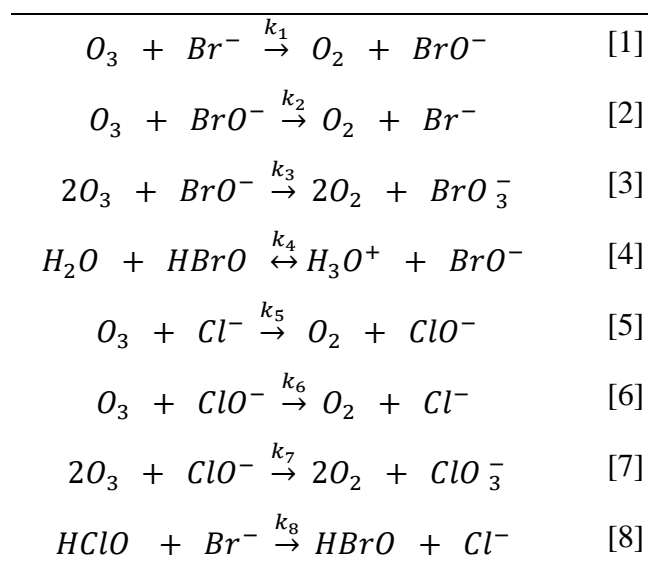 O₃ + Br⁻ →k₁ O₂ + BrO⁻ [1]
O₃ + BrO⁻ →k₂ O₂ + Br⁻ [2]
2O₃ + BrO⁻ →k₃ 2O₂ + BrO₃⁻ [3]
H₂O + HBrO ↔k₄ H₃O⁺ + BrO⁻ [4]
O₃ + Cl⁻ →k₅ O₂ + ClO⁻ [5]
O₃ + ClO⁻ →k₆ O₂ + Cl⁻ [6]
2O₃ + ClO⁻ →k₇ 2O₂ + ClO₃⁻ [7]
HClO + Br⁻ →k₈ HBrO + Cl⁻ [8]